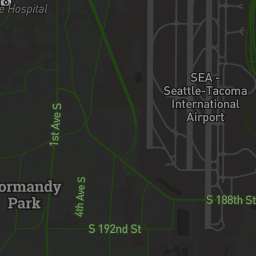 e Hospital
SEA -
Seattle-Tacoma
International
Airport
1st Ave S
ormandy
Park
4th Ave S
S 188th St
S 192nd St